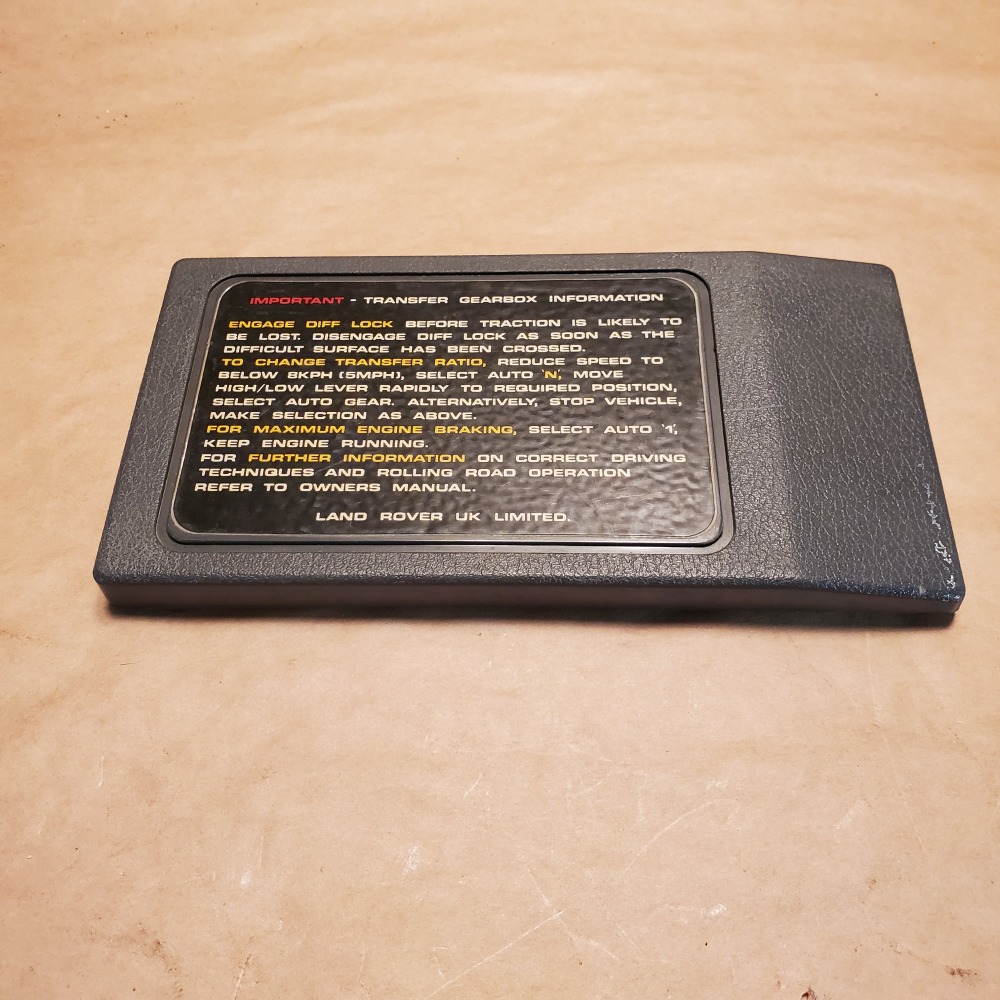 IMPORTANT - TRANSFER GEARBOX INFORMATION
ENGAGE DIFF LOCK BEFORE TRACTION IS LIKELY TO
BE LOST. DISENGAGE DIFF LOCK AS SOON AS THE
DIFFICULT SURFACE HAS BEEN CROSSED.
TO CHANGE TRANSFER RATIO, REDUCE SPEED TO
BELOW 8KPH (5MPH), SELECT AUTO 'N', MOVE
HIGH/LOW LEVER RAPIDLY TO REQUIRED POSITION,
SELECT AUTO GEAR. ALTERNATIVELY, STOP VEHICLE,
MAKE SELECTION AS ABOVE.
FOR MAXIMUM ENGINE BRAKING, SELECT AUTO '1',
KEEP ENGINE RUNNING.
FOR FURTHER INFORMATION ON CORRECT DRIVING
TECHNIQUES AND ROLLING ROAD OPERATION
REFER TO OWNERS MANUAL.
LAND ROVER UK LIMITED.